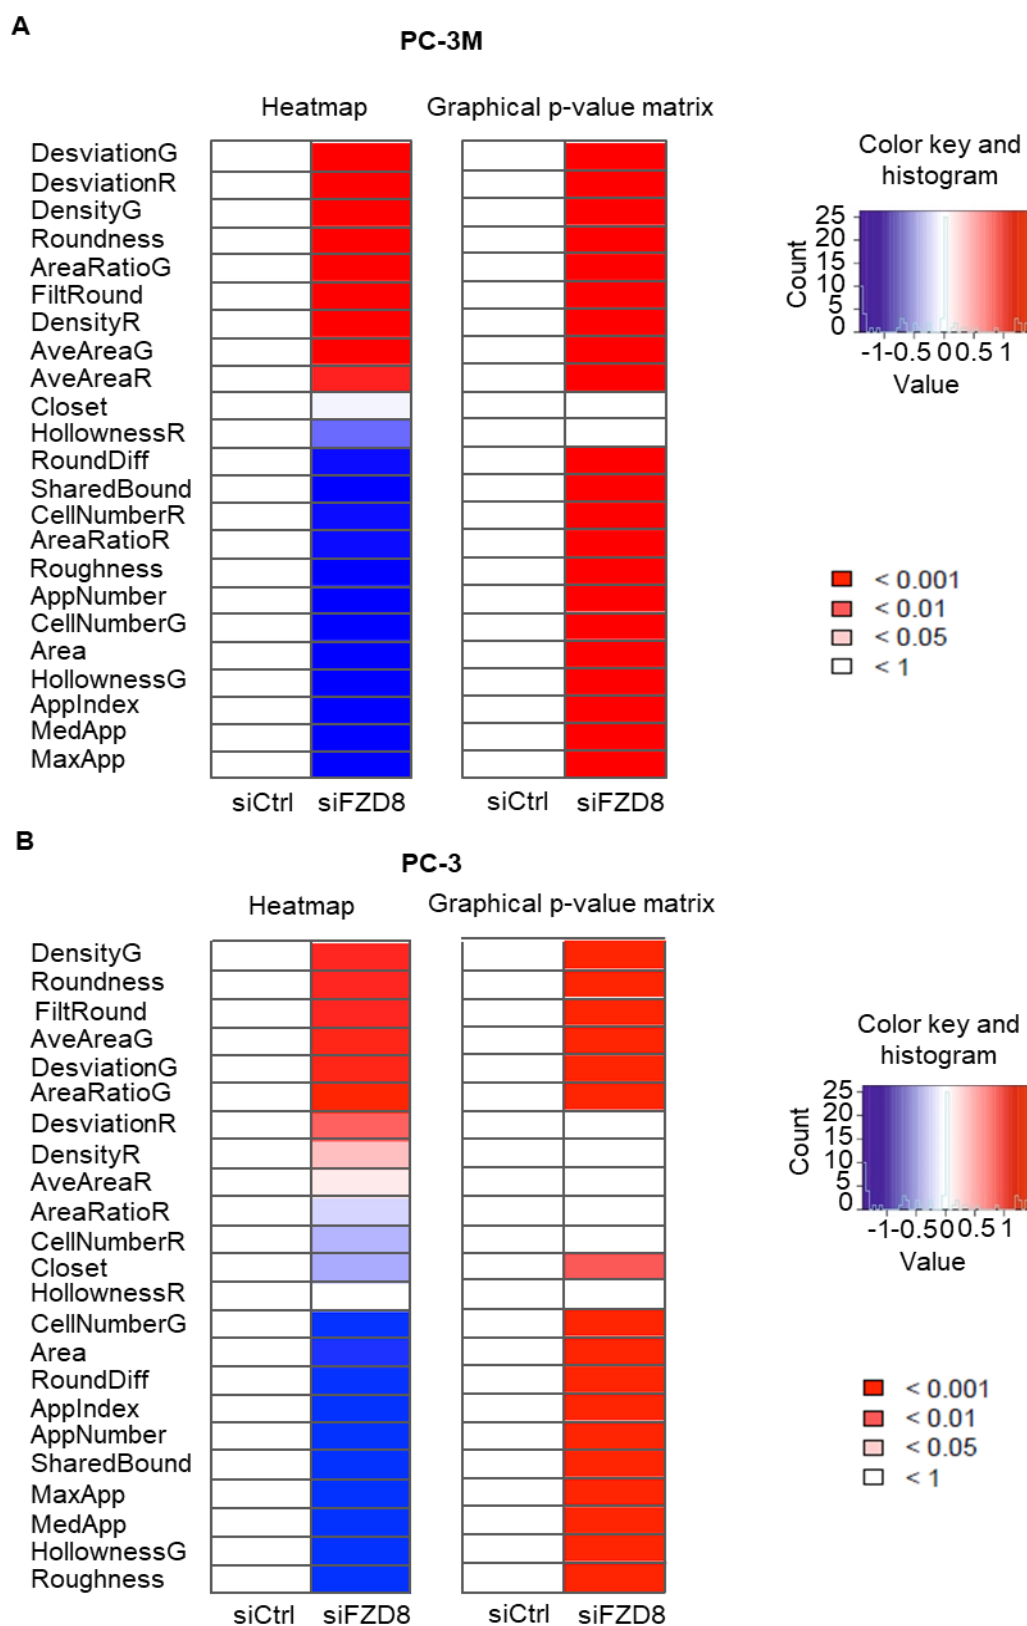 A
PC-3M
Heatmap
Graphical p-value matrix
DesviationG
DesviationR
DensityG
Roundness
AreaRatioG
FiltRound
DensityR
AveAreaG
AveAreaR
Closet
HollownessR
RoundDiff
SharedBound
CellNumberR
AreaRatioR
Roughness
AppNumber
CellNumberG
Area
HollownessG
AppIndex
MedApp
MaxApp
siCtrl siFZD8
siCtrl siFZD8
Color key and
histogram
Count
25
20
15
10
5
0
-1 -0.5 0 0.5 1
Value
< 0.001
< 0.01
< 0.05
< 1
B
PC-3
Heatmap
Graphical p-value matrix
DensityG
Roundness
FiltRound
AveAreaG
DesviationG
AreaRatioG
DesviationR
DensityR
AveAreaR
AreaRatioR
CellNumberR
Closet
HollownessR
CellNumberG
Area
RoundDiff
AppIndex
AppNumber
SharedBound
MaxApp
MedApp
HollownessG
Roughness
siCtrl siFZD8
siCtrl siFZD8
Color key and
histogram
Count
25
20
15
10
5
0
-1 -0.5 0 0.5 1
Value
< 0.001
< 0.01
< 0.05
< 1